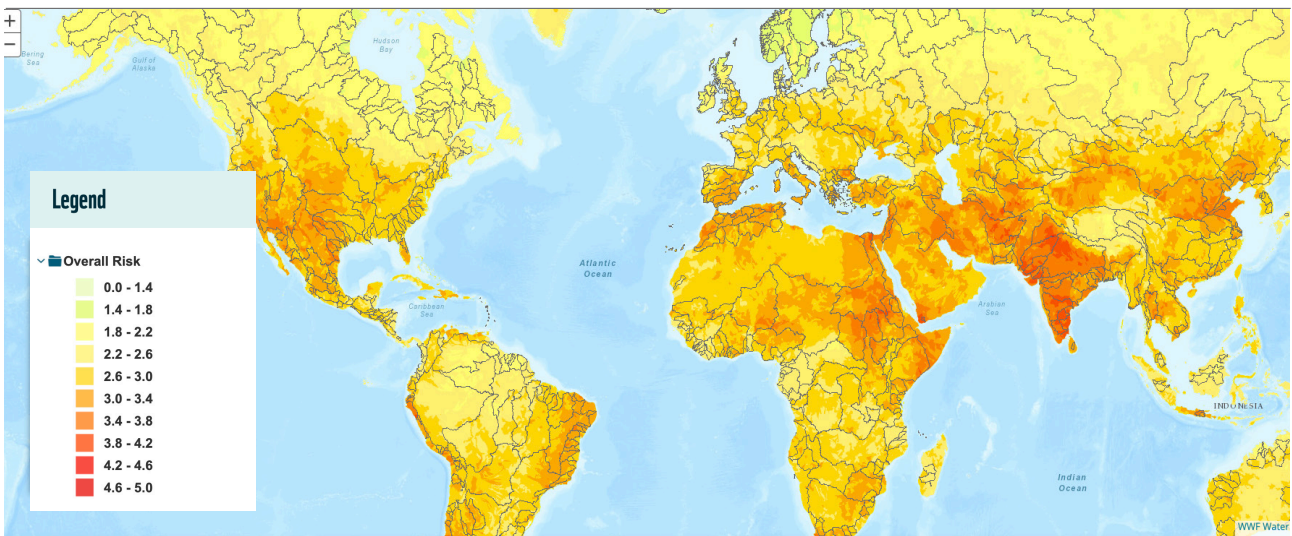 +
−
Bering
Sea
Gulf of
Alaska
Hudson
Bay
Legend
Overall Risk
0.0 - 1.4
1.4 - 1.8
1.8 - 2.2
2.2 - 2.6
2.6 - 3.0
3.0 - 3.4
3.4 - 3.8
3.8 - 4.2
4.2 - 4.6
4.6 - 5.0
Atlantic
Ocean
Caribbean
Sea
Arabian
Sea
INDONESIA
Indian
Ocean
WWF Water